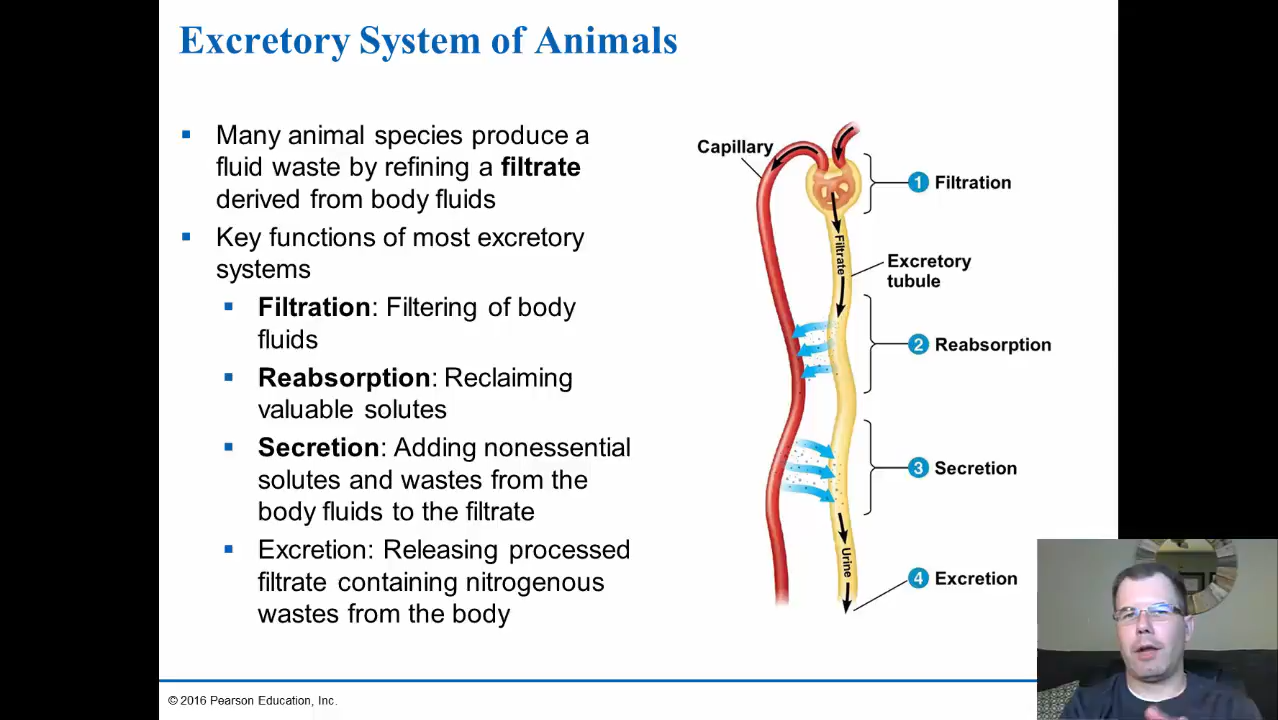 Excretory System of Animals
Many animal species produce a
fluid waste by refining a filtrate
derived from body fluids
Key functions of most excretory
systems
Filtration: Filtering of body
fluids
Reabsorption: Reclaiming
valuable solutes
Secretion: Adding nonessential
solutes and wastes from the
body fluids to the filtrate
Excretion: Releasing processed
filtrate containing nitrogenous
wastes from the body
Capillary
1 Filtration
Filtrate
Excretory
tubule
2 Reabsorption
3 Secretion
Urine
4 Excretion
© 2016 Pearson Education, Inc.